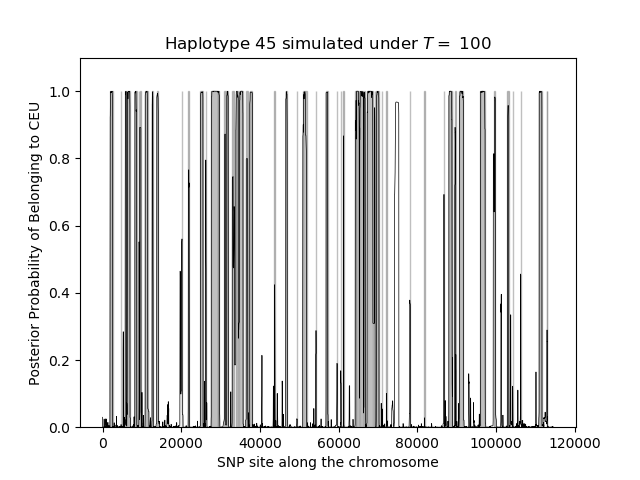 Haplotype 45 simulated under T = 100
Posterior Probability of Belonging to CEU
1.0
0.8
0.6
0.4
0.2
0.0
0 20000 40000 60000 80000 100000 120000
SNP site along the chromosome